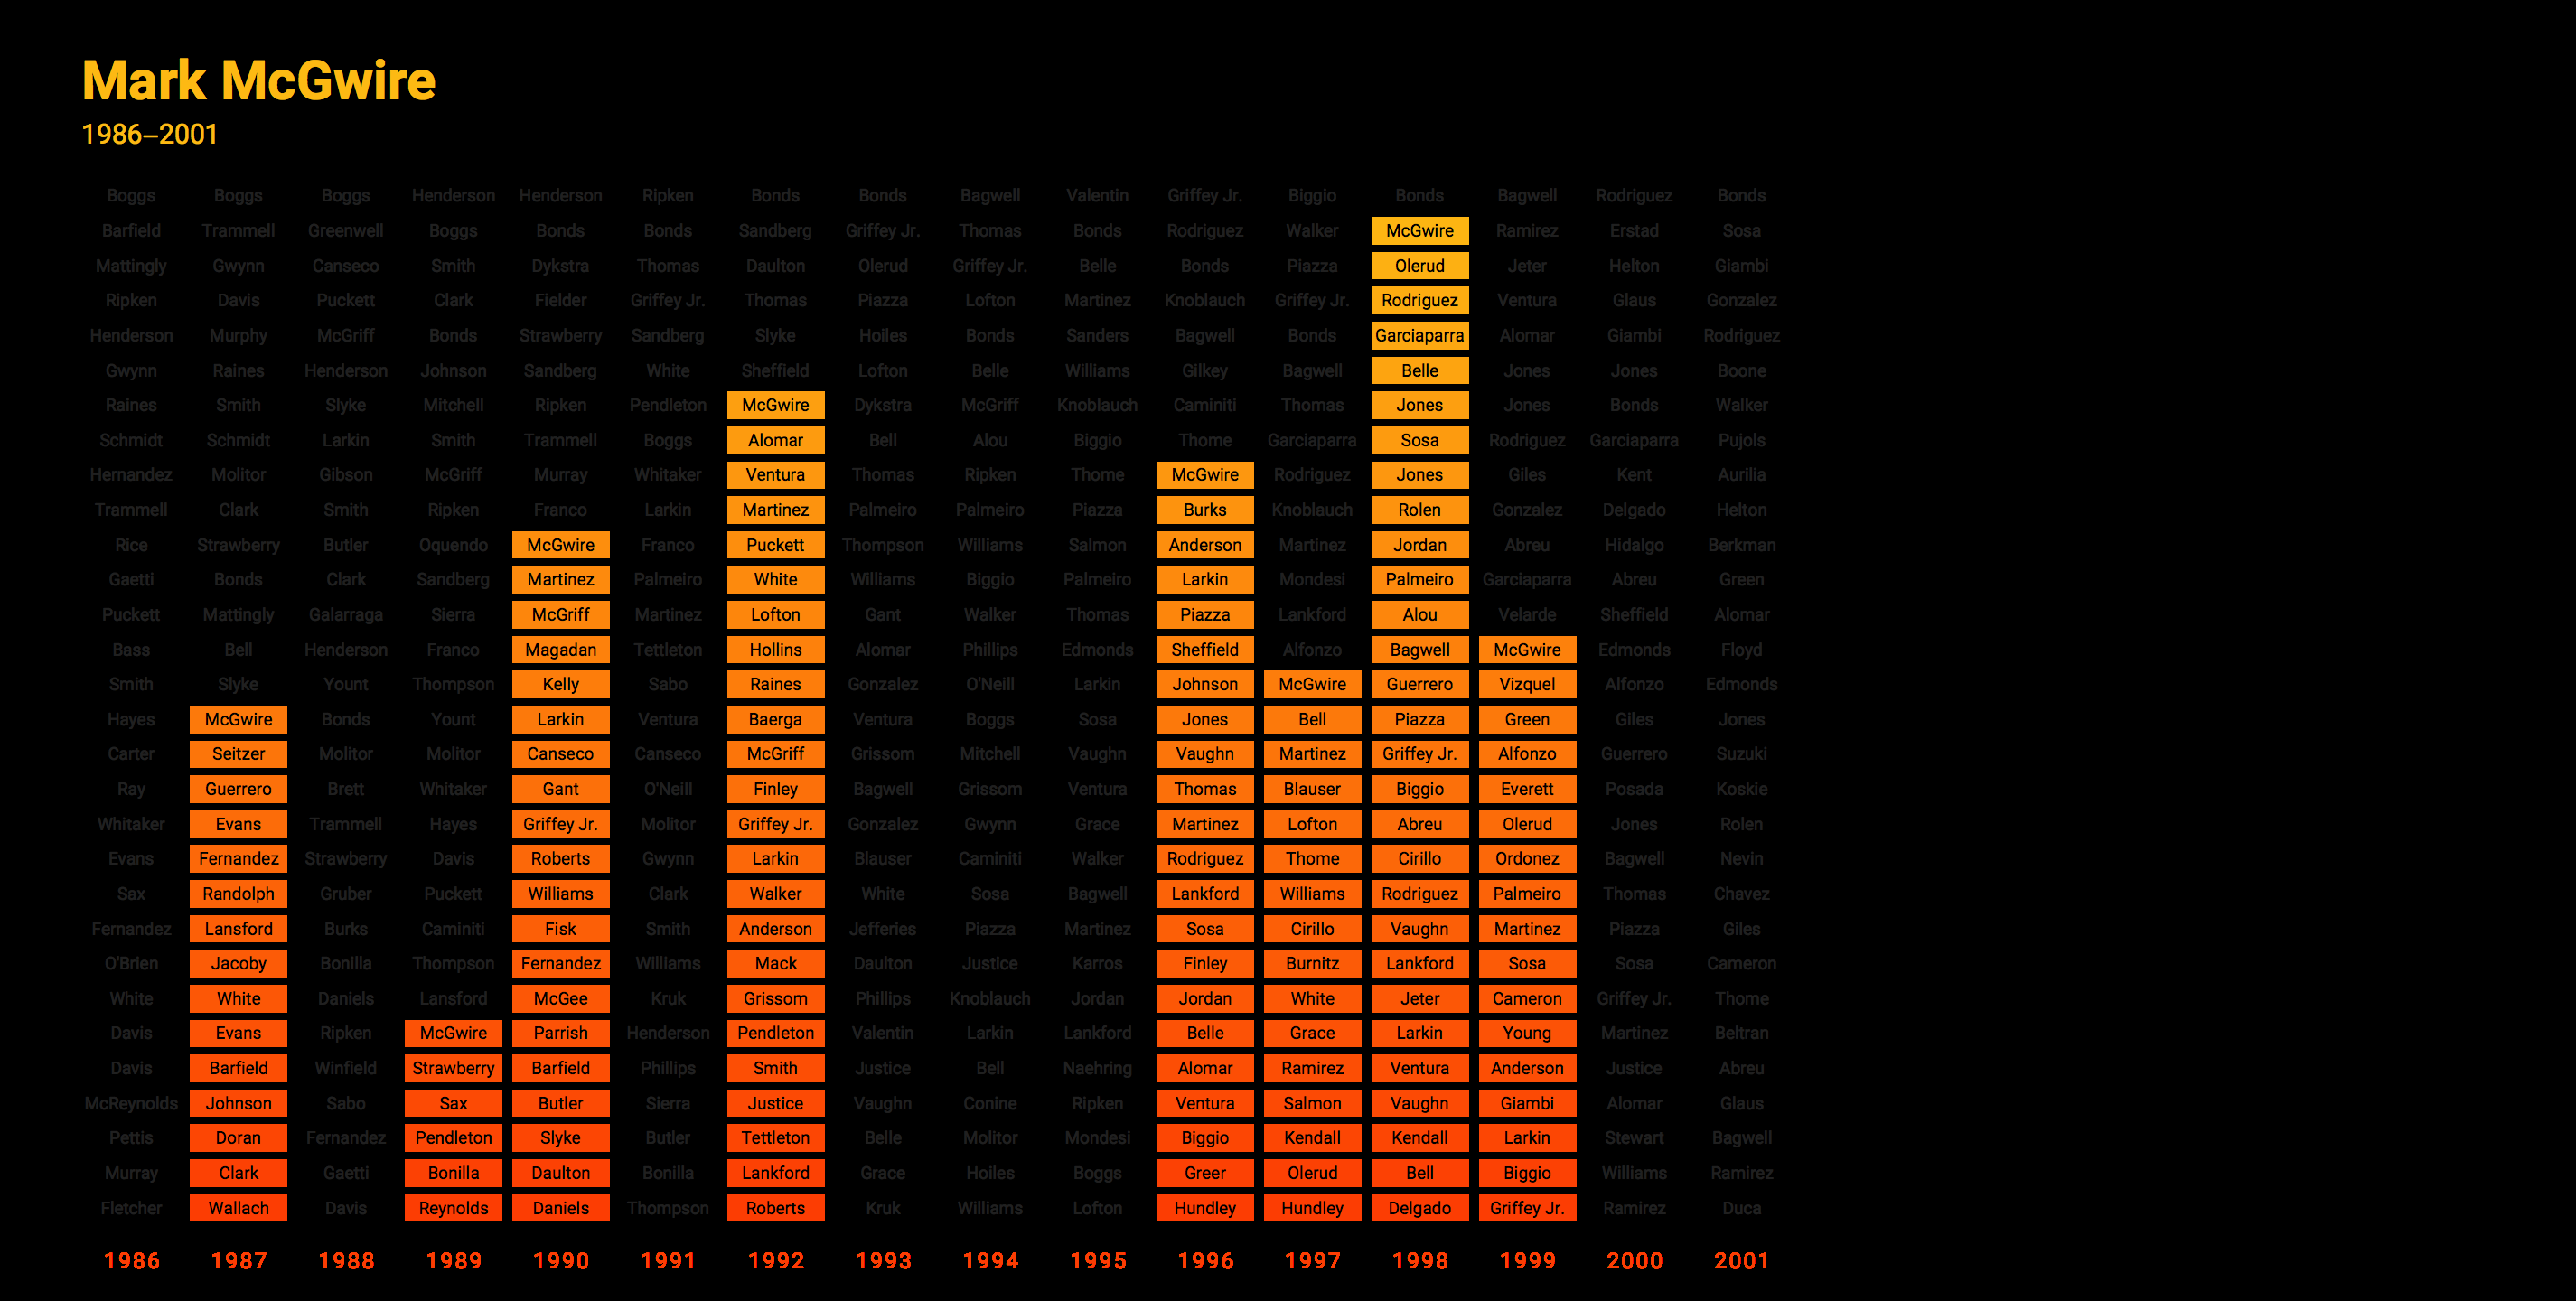 Mark McGwire
1986–2001
Boggs Boggs Boggs Henderson Henderson Ripken Bonds Bonds Bagwell Valentin Griffey Jr. Biggio Bonds Bagwell Rodriguez Bonds
Barfield Trammell Greenwell Boggs Bonds Bonds Sandberg Griffey Jr. Thomas Bonds Rodriguez Walker McGwire Ramirez Erstad Sosa
Mattingly Gwynn Canseco Smith Dykstra Thomas Daulton Olerud Griffey Jr. Belle Bonds Piazza Olerud Jeter Helton Giambi
Ripken Davis Puckett Clark Fielder Griffey Jr. Thomas Piazza Lofton Martinez Knoblauch Griffey Jr. Rodriguez Ventura Glaus Gonzalez
Henderson Murphy McGriff Bonds Strawberry Sandberg Slyke Hoiles Bonds Sanders Bagwell Bonds Garciaparra Alomar Giambi Rodriguez
Gwynn Raines Henderson Johnson Sandberg White Sheffield Lofton Belle Williams Gilkey Bagwell Belle Jones Jones Boone
Raines Smith Slyke Mitchell Ripken Pendleton McGwire Dykstra McGriff Knoblauch Caminiti Thomas Jones Jones Bonds Walker
Schmidt Schmidt Larkin Smith Trammell Boggs Alomar Bell Alou Biggio Thome Garciaparra Sosa Rodriguez Garciaparra Pujols
Hernandez Molitor Gibson McGriff Murray Whitaker Ventura Thomas Ripken Thome McGwire Rodriguez Jones Giles Kent Aurilia
Trammell Clark Smith Ripken Franco Larkin Martinez Palmeiro Palmeiro Piazza Burks Knoblauch Rolen Gonzalez Delgado Helton
Rice Strawberry Butler Oquendo McGwire Franco Puckett Thompson Williams Salmon Anderson Martinez Jordan Abreu Hidalgo Berkman
Gaetti Bonds Clark Sandberg Martinez Palmeiro White Williams Biggio Palmeiro Larkin Mondesi Palmeiro Garciaparra Abreu Green
Puckett Mattingly Galarraga Sierra McGriff Martinez Lofton Gant Walker Thomas Piazza Lankford Alou Velarde Sheffield Alomar
Bass Bell Henderson Franco Magadan Tettleton Hollins Alomar Phillips Edmonds Sheffield Alfonzo Bagwell McGwire Edmonds Floyd
Smith Slyke Yount Thompson Kelly Sabo Raines Gonzalez O'Neill Larkin Johnson McGwire Guerrero Vizquel Alfonzo Edmonds
Hayes McGwire Bonds Yount Larkin Ventura Baerga Ventura Boggs Sosa Jones Bell Piazza Green Giles Jones
Carter Seitzer Molitor Molitor Canseco Canseco McGriff Grissom Mitchell Vaughn Vaughn Martinez Griffey Jr. Alfonzo Guerrero Suzuki
Ray Guerrero Brett Whitaker Gant O'Neill Finley Bagwell Grissom Ventura Thomas Blauser Biggio Everett Posada Koskie
Whitaker Evans Trammell Hayes Griffey Jr. Molitor Griffey Jr. Gonzalez Gwynn Grace Martinez Lofton Abreu Olerud Jones Rolen
Evans Fernandez Strawberry Davis Roberts Gwynn Larkin Blauser Caminiti Walker Rodriguez Thome Cirillo Ordonez Bagwell Nevin
Sax Randolph Gruber Puckett Williams Clark Walker White Sosa Bagwell Lankford Williams Rodriguez Palmeiro Thomas Chavez
Fernandez Lansford Burks Caminiti Fisk Smith Anderson Jefferies Piazza Martinez Sosa Cirillo Vaughn Martinez Piazza Giles
O'Brien Jacoby Bonilla Thompson Fernandez Williams Mack Daulton Justice Karros Finley Burnitz Lankford Sosa Sosa Cameron
White White Daniels Lansford McGee Kruk Grissom Phillips Knoblauch Jordan Jordan White Jeter Cameron Griffey Jr. Thome
Davis Evans Ripken McGwire Parrish Henderson Pendleton Valentin Larkin Lankford Belle Grace Larkin Young Martinez Beltran
Davis Barfield Winfield Strawberry Barfield Phillips Smith Justice Bell Naehring Alomar Ramirez Ventura Anderson Justice Abreu
McReynolds Johnson Sabo Sax Butler Sierra Justice Vaughn Conine Ripken Ventura Salmon Vaughn Giambi Alomar Glaus
Pettis Doran Fernandez Pendleton Slyke Butler Tettleton Belle Molitor Mondesi Biggio Kendall Kendall Larkin Stewart Bagwell
Murray Clark Gaetti Bonilla Daulton Bonilla Lankford Grace Hoiles Boggs Greer Olerud Bell Biggio Williams Ramirez
Fletcher Wallach Davis Reynolds Daniels Thompson Roberts Kruk Williams Lofton Hundley Hundley Delgado Griffey Jr. Ramirez Duca
1986 1987 1988 1989 1990 1991 1992 1993 1994 1995 1996 1997 1998 1999 2000 2001